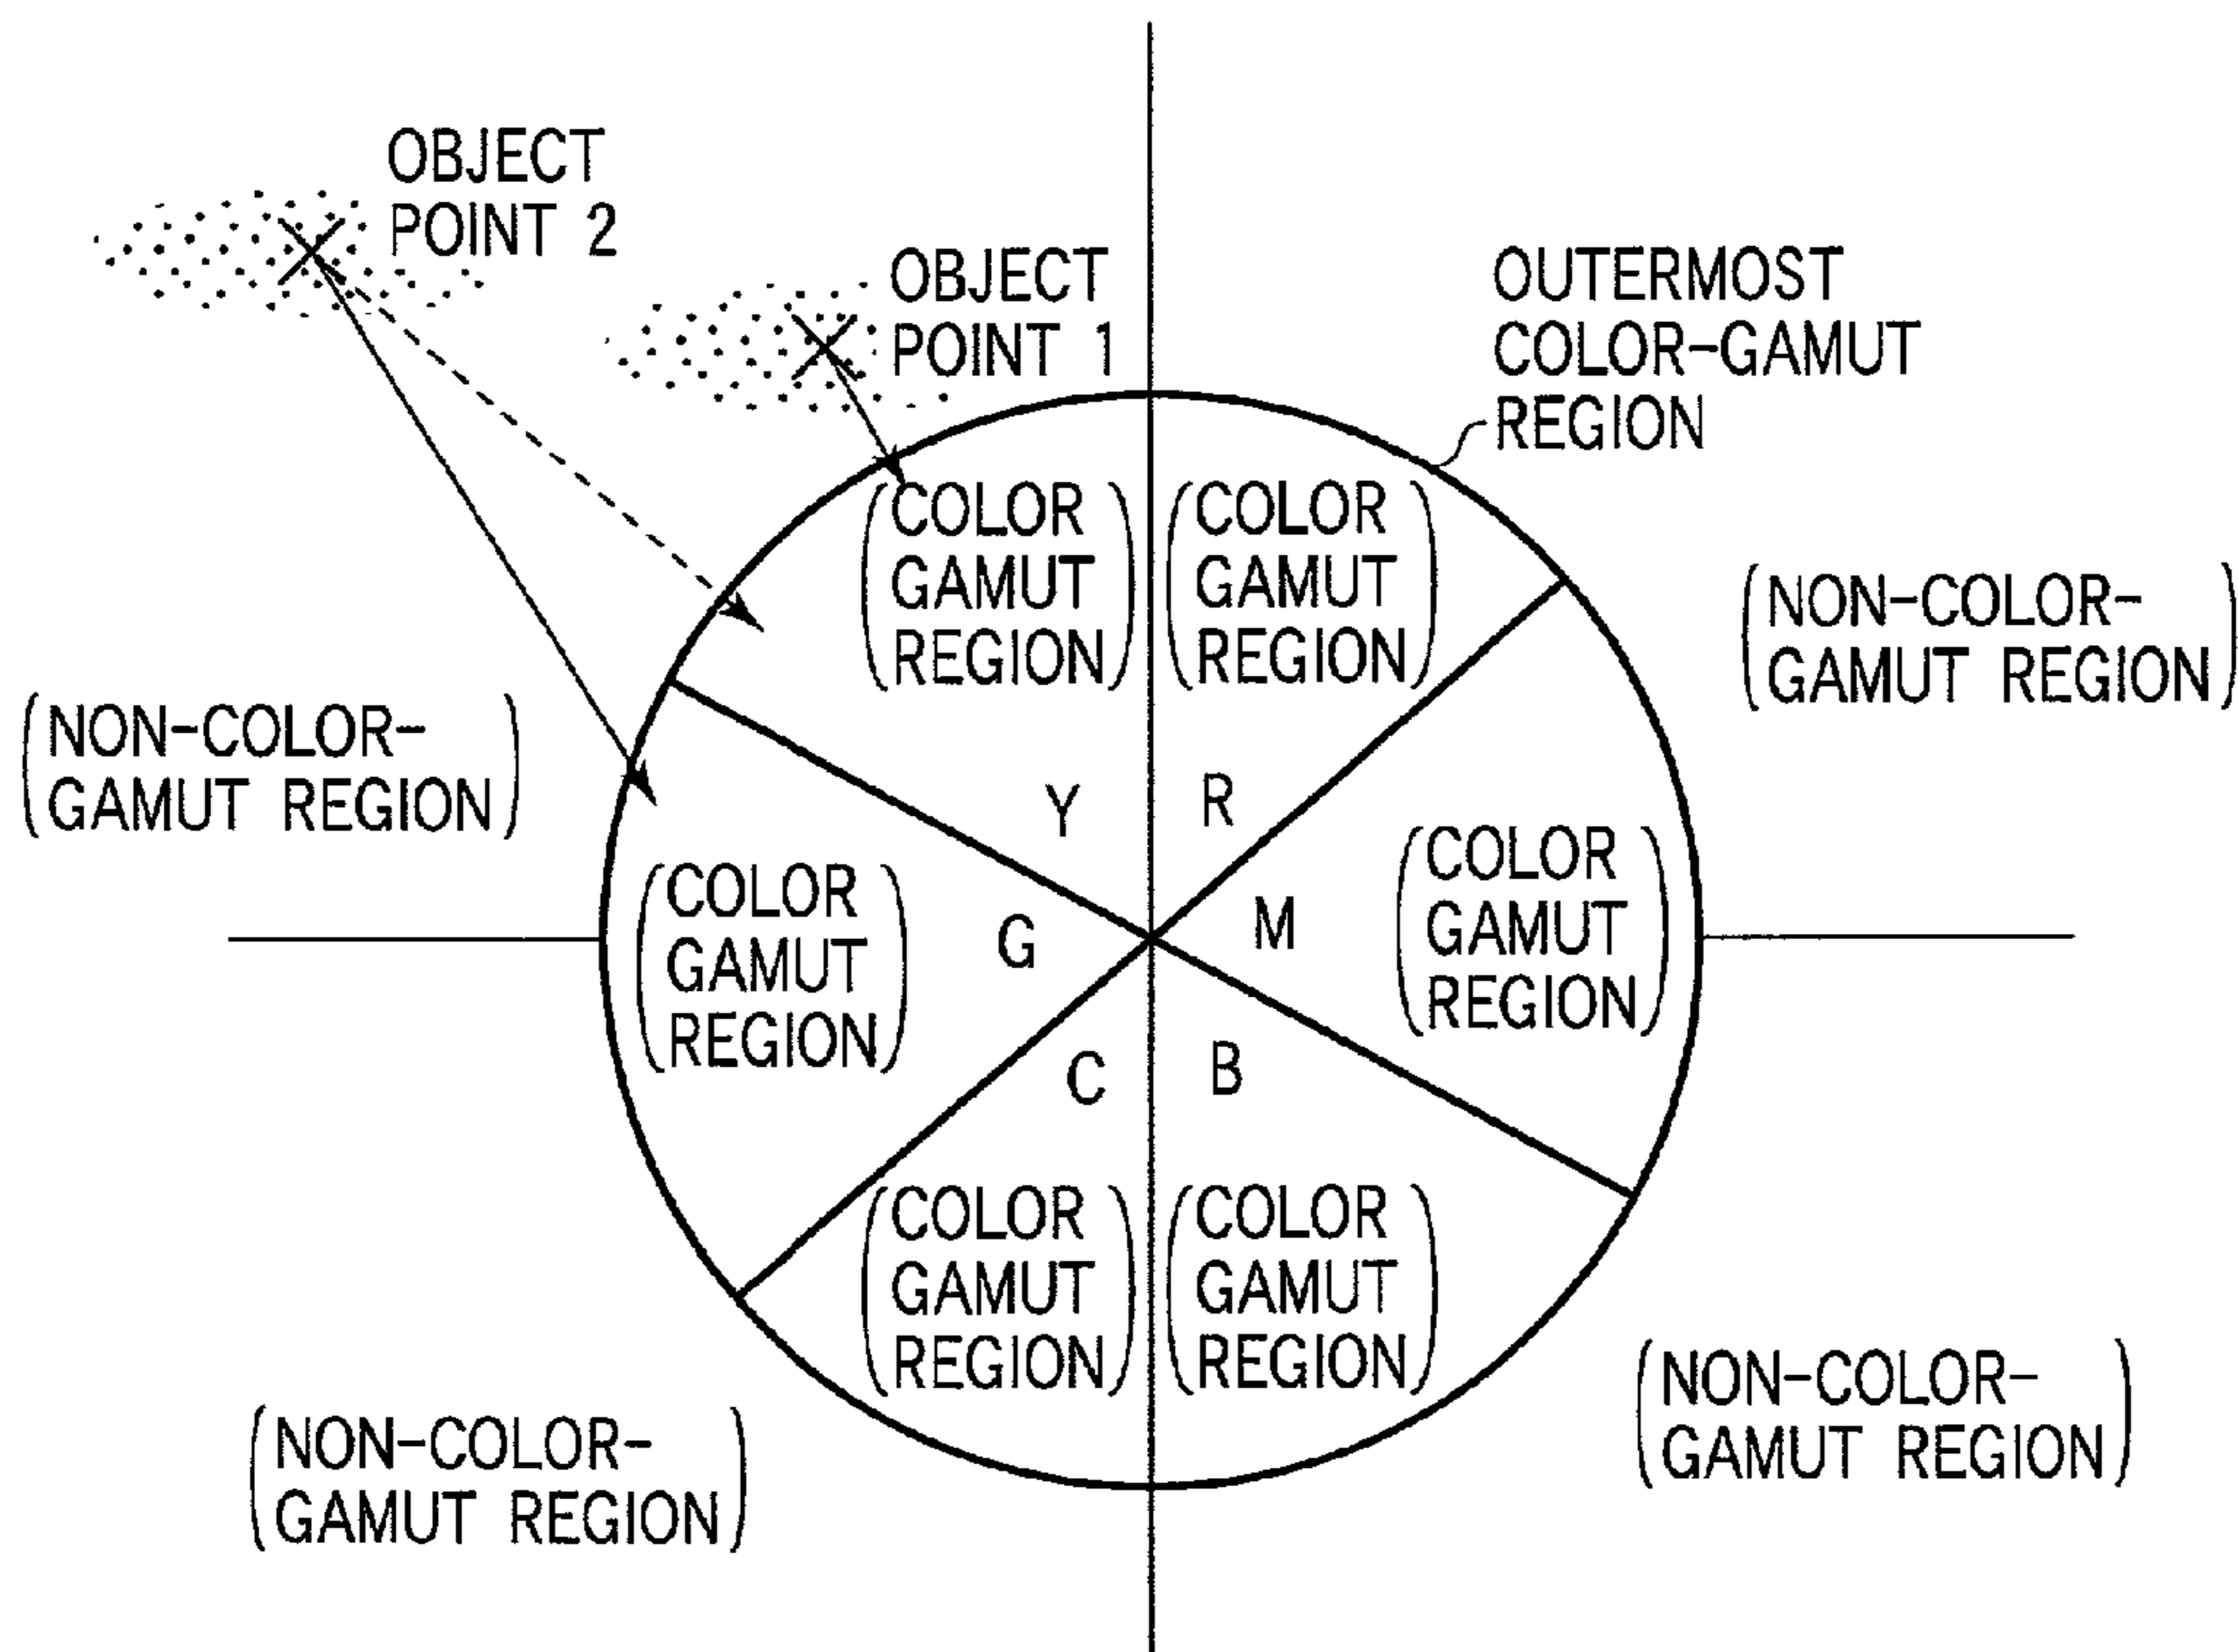 OBJECT
POINT 2
OBJECT
POINT 1
OUTERMOST
COLOR-GAMUT
REGION
COLOR
GAMUT
REGION
COLOR
GAMUT
REGION
(NON-COLOR-
GAMUT REGION)
(NON-COLOR-
GAMUT REGION)
Y
R
(COLOR
GAMUT
REGION)
G
M
(COLOR
GAMUT
REGION)
C
B
(COLOR
GAMUT
REGION)
(COLOR
GAMUT
REGION)
(NON-COLOR-
GAMUT REGION)
(NON-COLOR-
GAMUT REGION)